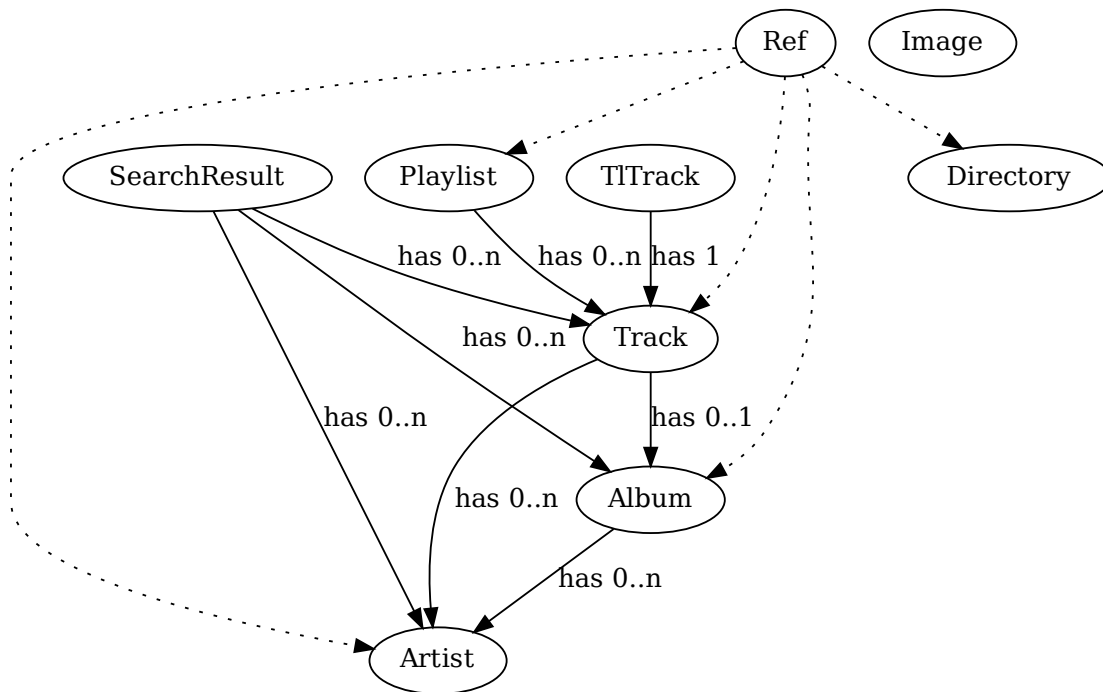 Ref
Image
SearchResult
Playlist
TlTrack
Directory
has 0..n
has 0..n
has 1
Track
has 0..n
has 0..n
has 0..1
has 0..n
Album
has 0..n
Artist